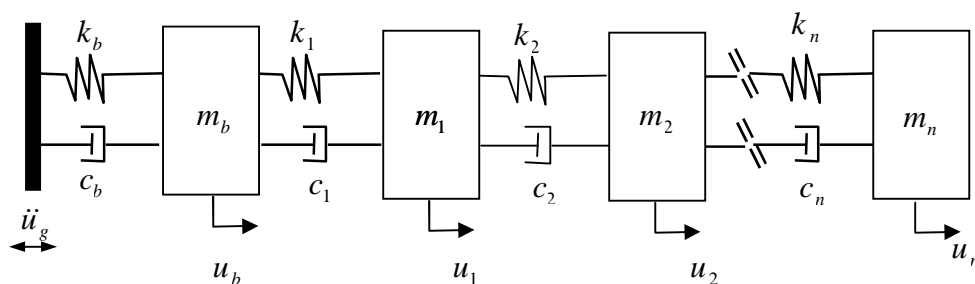 k_b k_1 k_2 k_n
m_b m_1 m_2 m_n
c_b c_1 c_2 c_n
ü_g
u_b u_1 u_2 u_n